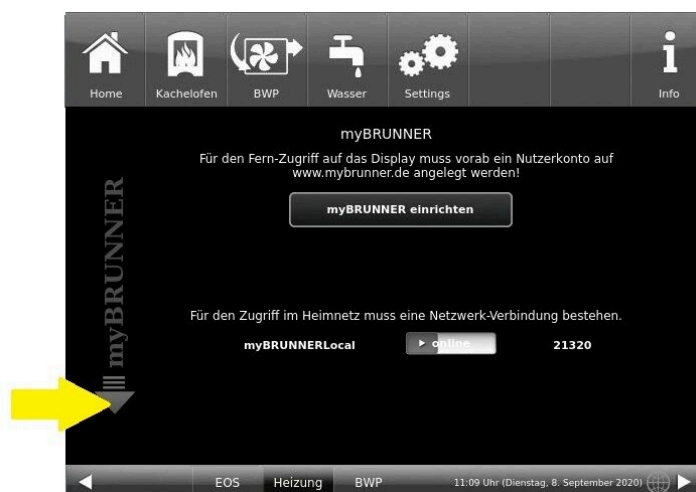 Home
Kachelofen
BWP
Wasser
Settings
Info
myBRUNNER
Für den Fern-Zugriff auf das Display muss vorab ein Nutzerkonto auf
www.mybrunner.de angelegt werden!
myBRUNNER einrichten
myBRUNNER
Für den Zugriff im Heimnetz muss eine Netzwerk-Verbindung bestehen.
myBRUNNERLocal online 21320
EOS Heizung BWP 11:09 Uhr (Dienstag, 8. September 2020)